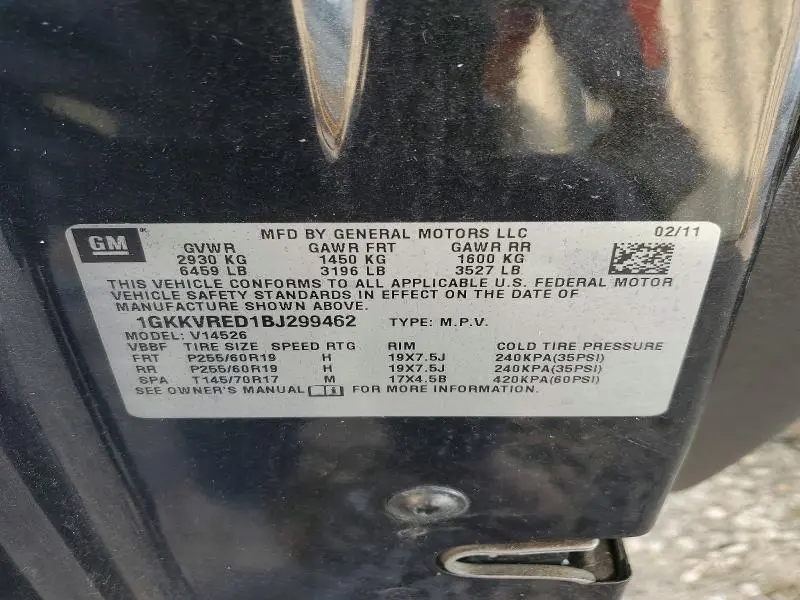 GM MFD BY GENERAL MOTORS LLC 02/11
GVWR GAWR FRT GAWR RR
2930 KG 1450 KG 1600 KG
6459 LB 3196 LB 3527 LB
THIS VEHICLE CONFORMS TO ALL APPLICABLE U.S. FEDERAL MOTOR
VEHICLE SAFETY STANDARDS IN EFFECT ON THE DATE OF
MANUFACTURE SHOWN ABOVE.
1GKKVRED1BJ299462 TYPE: M.P.V.
MODEL: V14526
VBBF TIRE SIZE SPEED RTG RIM COLD TIRE PRESSURE
FRT P255/60R19 H 19X7.5J 240KPA(35PSI)
RR P255/60R19 H 19X7.5J 240KPA(35PSI)
SPA T145/70R17 M 17X4.5B 420KPA(60PSI)
SEE OWNER'S MANUAL FOR MORE INFORMATION.